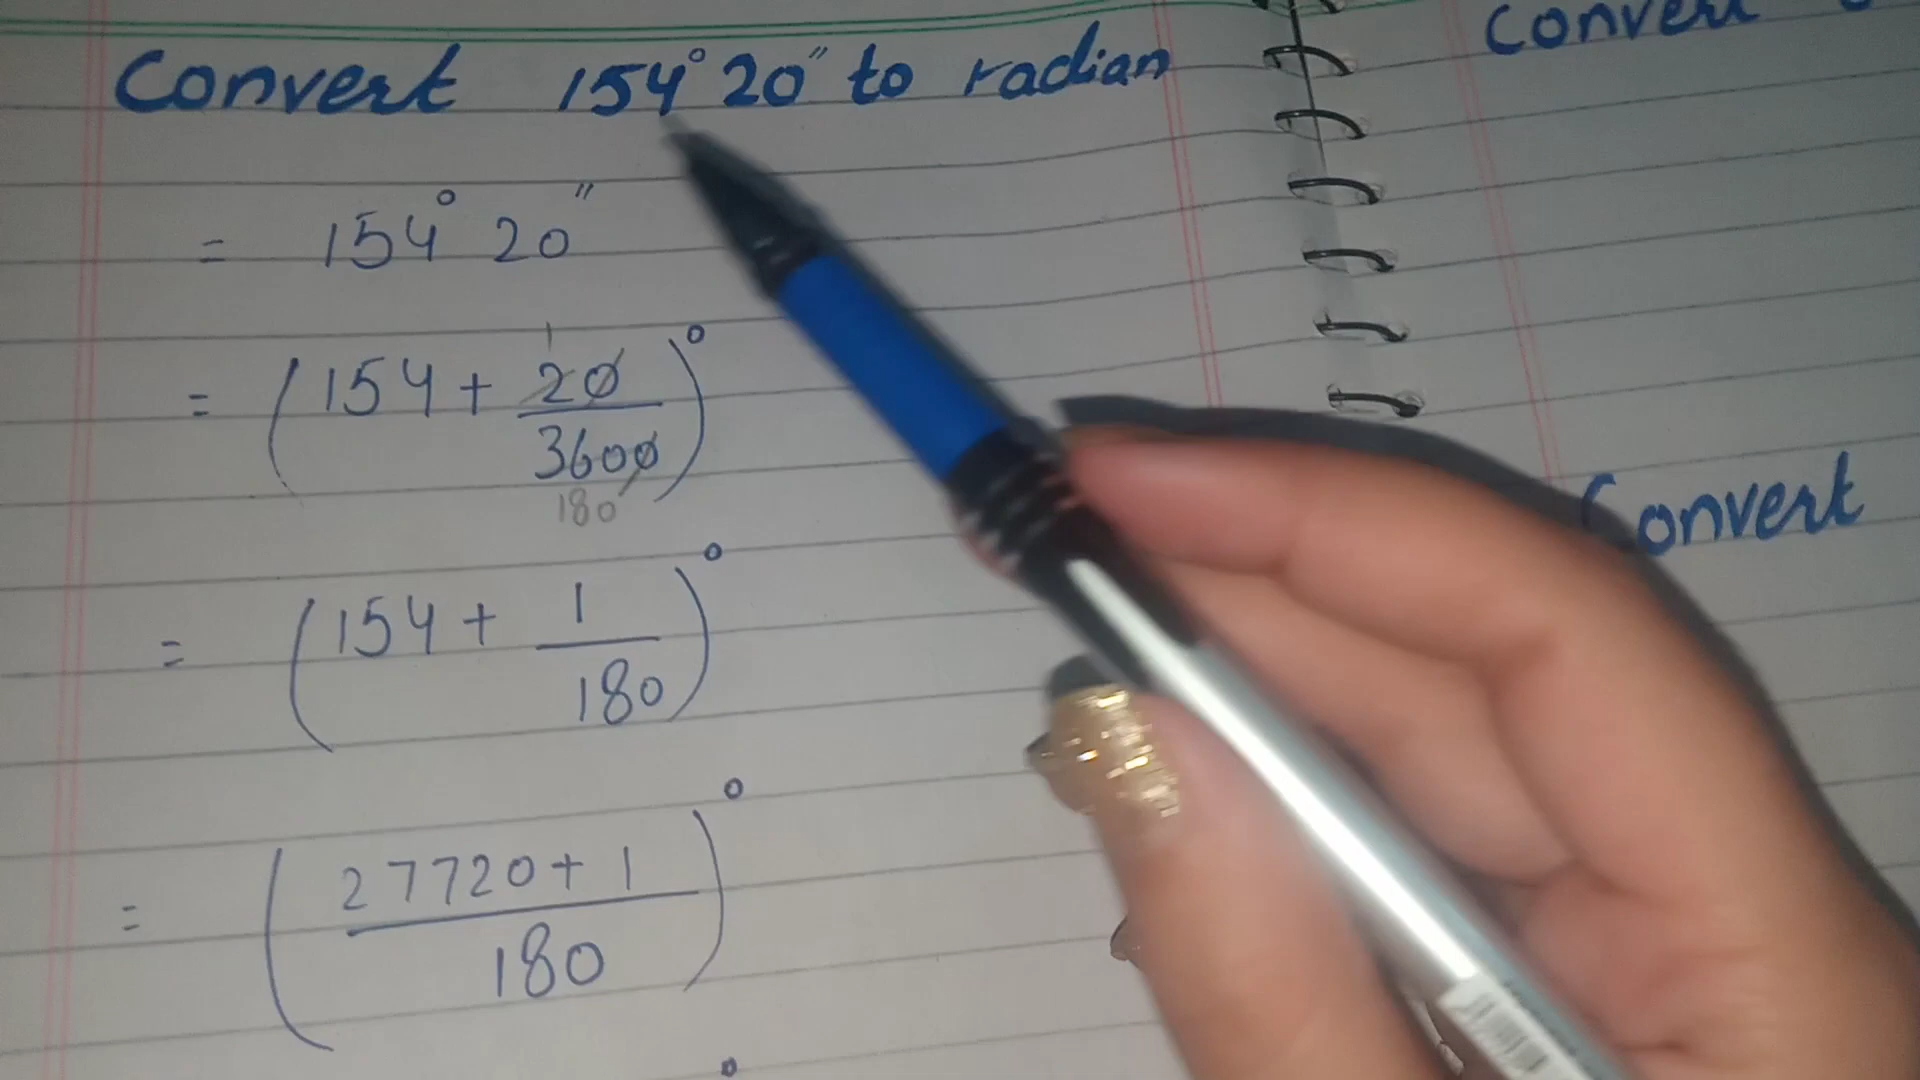 Convert 154° 20" to radian
= 154° 20"
= (154 + 20/3600)°
1
180
= (154 + 1/180)°
= (27720 + 1/180)°
Convert
Convert